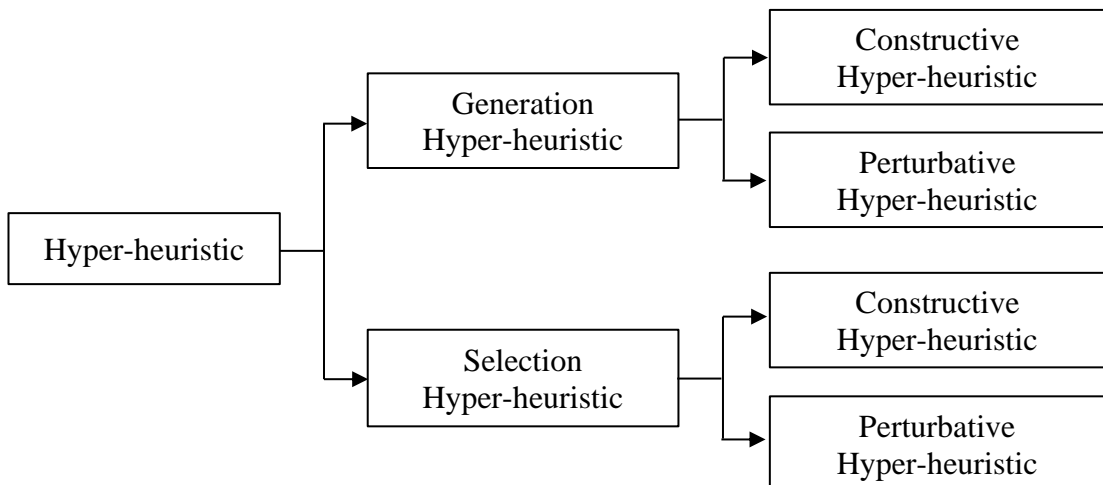 Constructive
Hyper-heuristic
Generation
Hyper-heuristic
Perturbative
Hyper-heuristic
Hyper-heuristic
Constructive
Hyper-heuristic
Selection
Hyper-heuristic
Perturbative
Hyper-heuristic